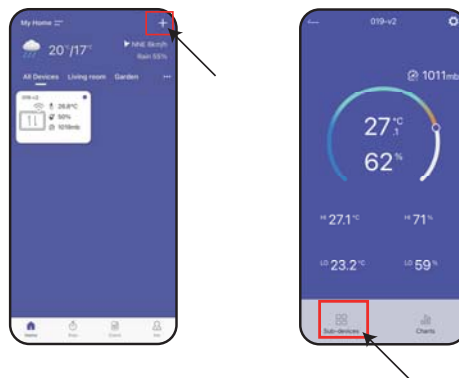 My Home
+
20°/17°
NNE 6km/h
Rain 55%
All Devices Living room Garden ...
019-v2
26.8°C
50%
1019mb
Home
019-v2
1011mb
27.1°C
62%
HI 27.1°C
HI 71%
LO 23.2°C
LO 59%
Sub-devices
Charts